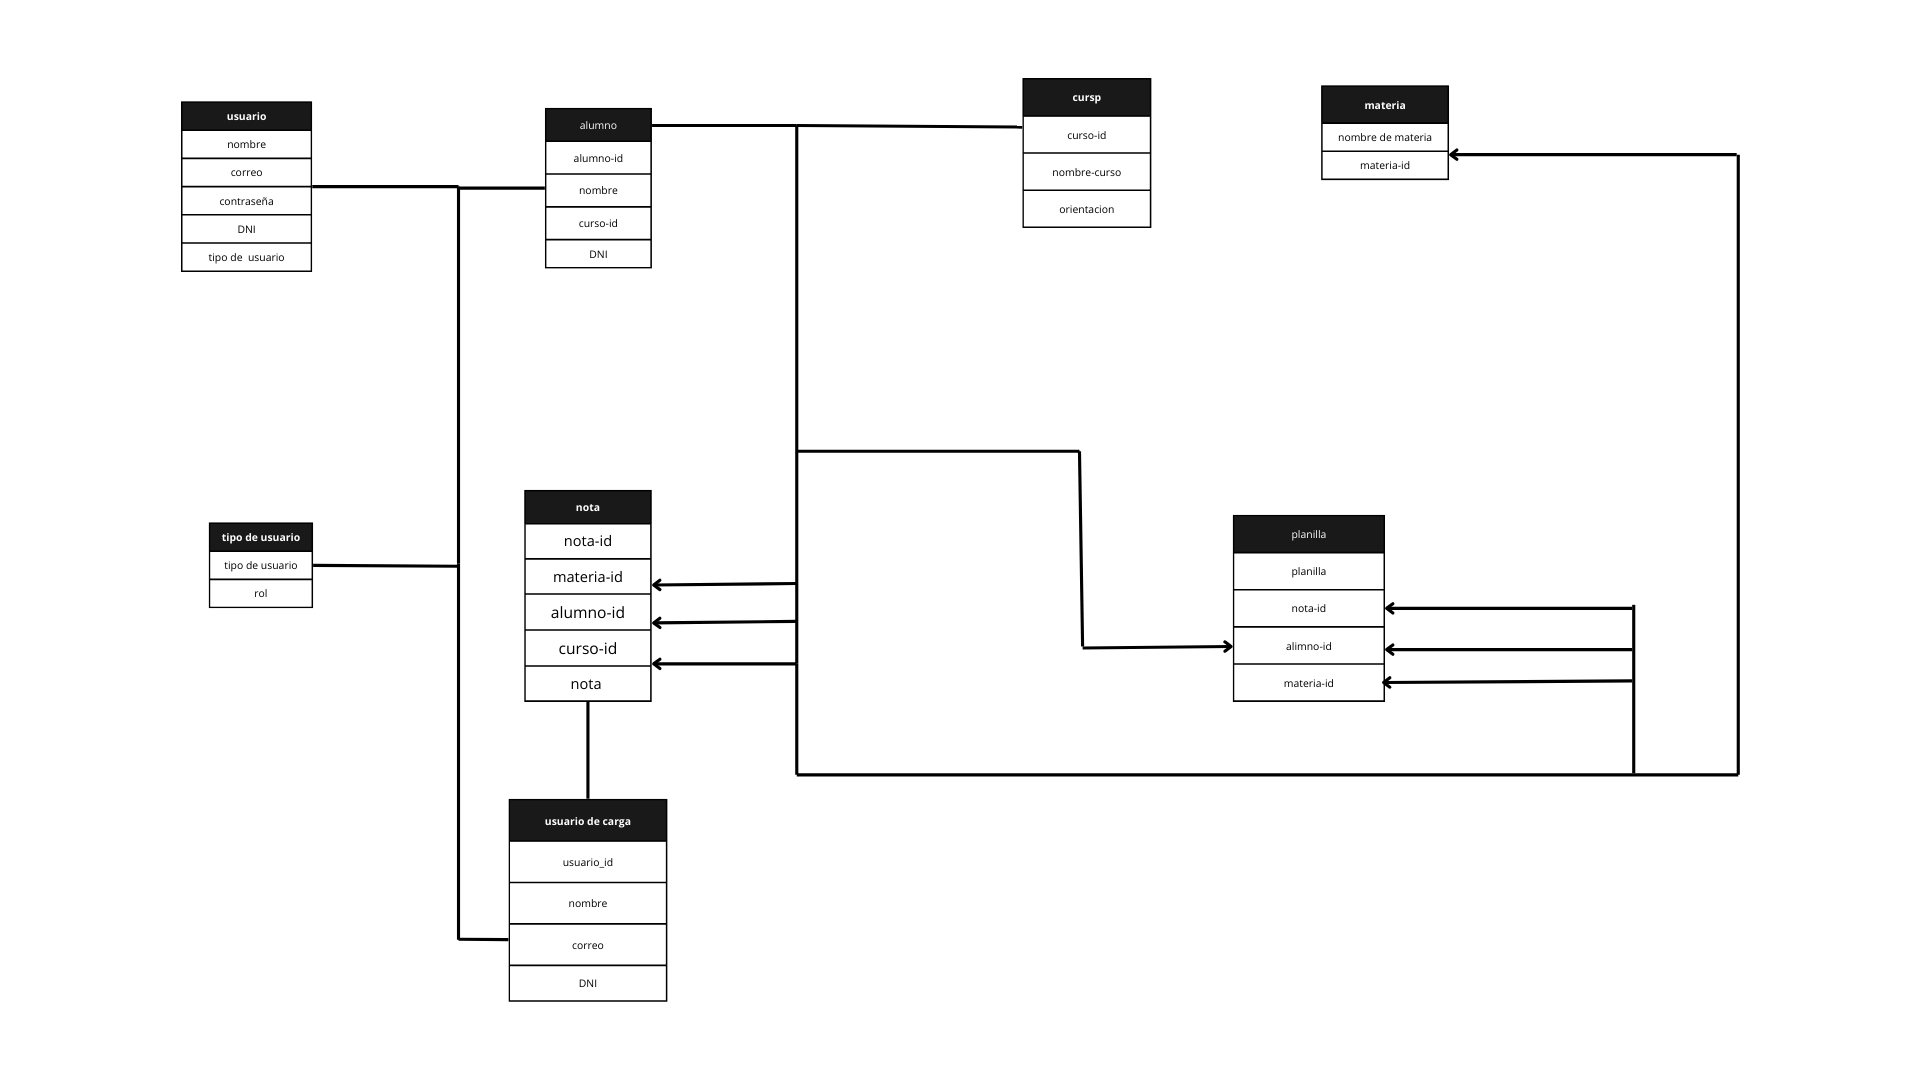 usuario
nombre
correo
contraseña
DNI
tipo de  usuario
alumno
alumno-id
nombre
curso-id
DNI
cursp
curso-id
nombre-curso
orientacion
materia
nombre de materia
materia-id
tipo de usuario
tipo de usuario
rol
nota
nota-id
materia-id
alumno-id
curso-id
nota
planilla
planilla
nota-id
alimno-id
materia-id
usuario de carga
usuario_id
nombre
correo
DNI